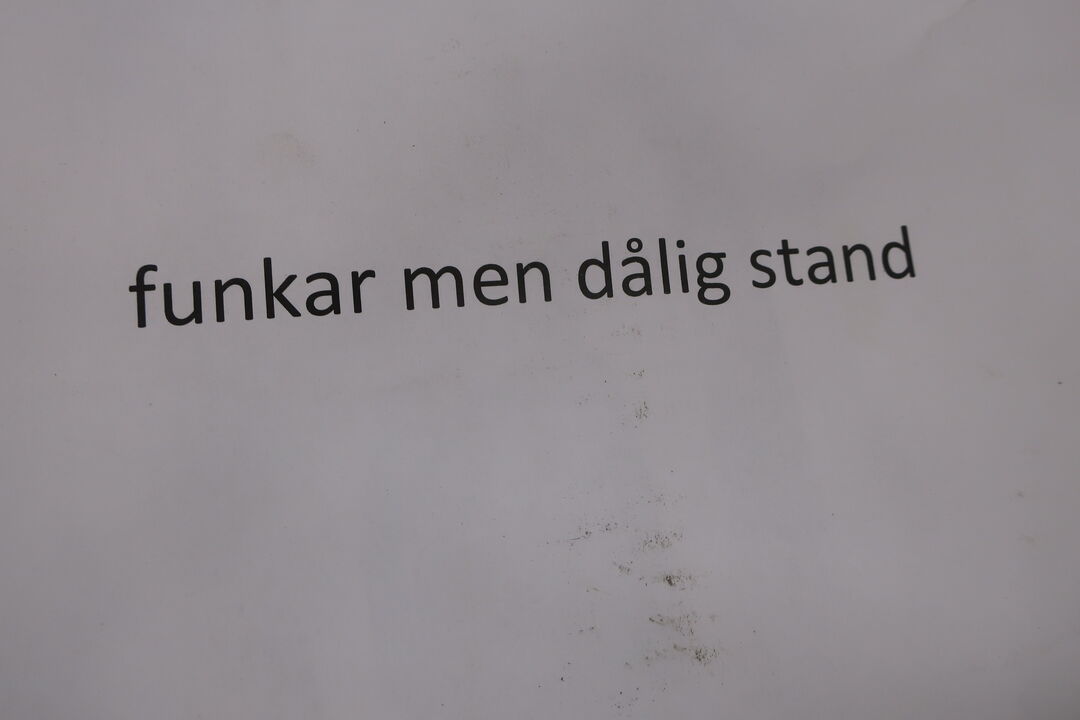 funkar men dålig stand